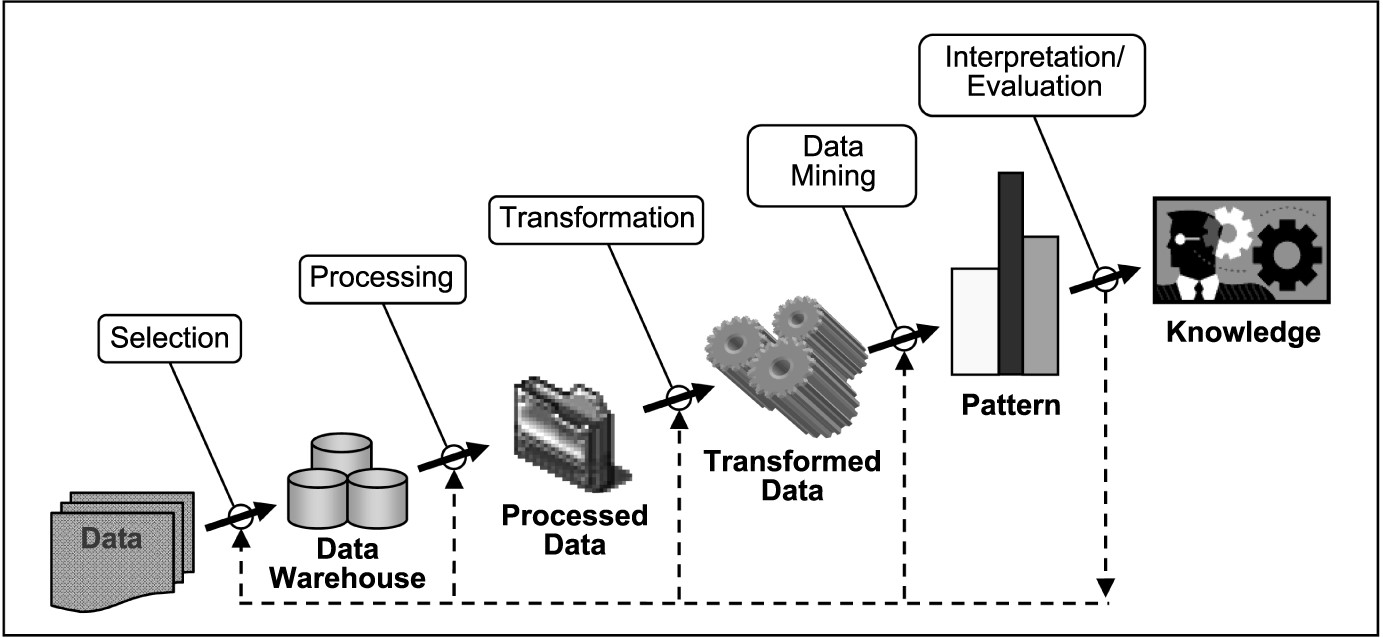 Interpretation/
Evaluation
Data
Mining
Transformation
Processing
Selection
Knowledge
Pattern
Transformed
Data
Processed
Data
Data
Warehouse
Data